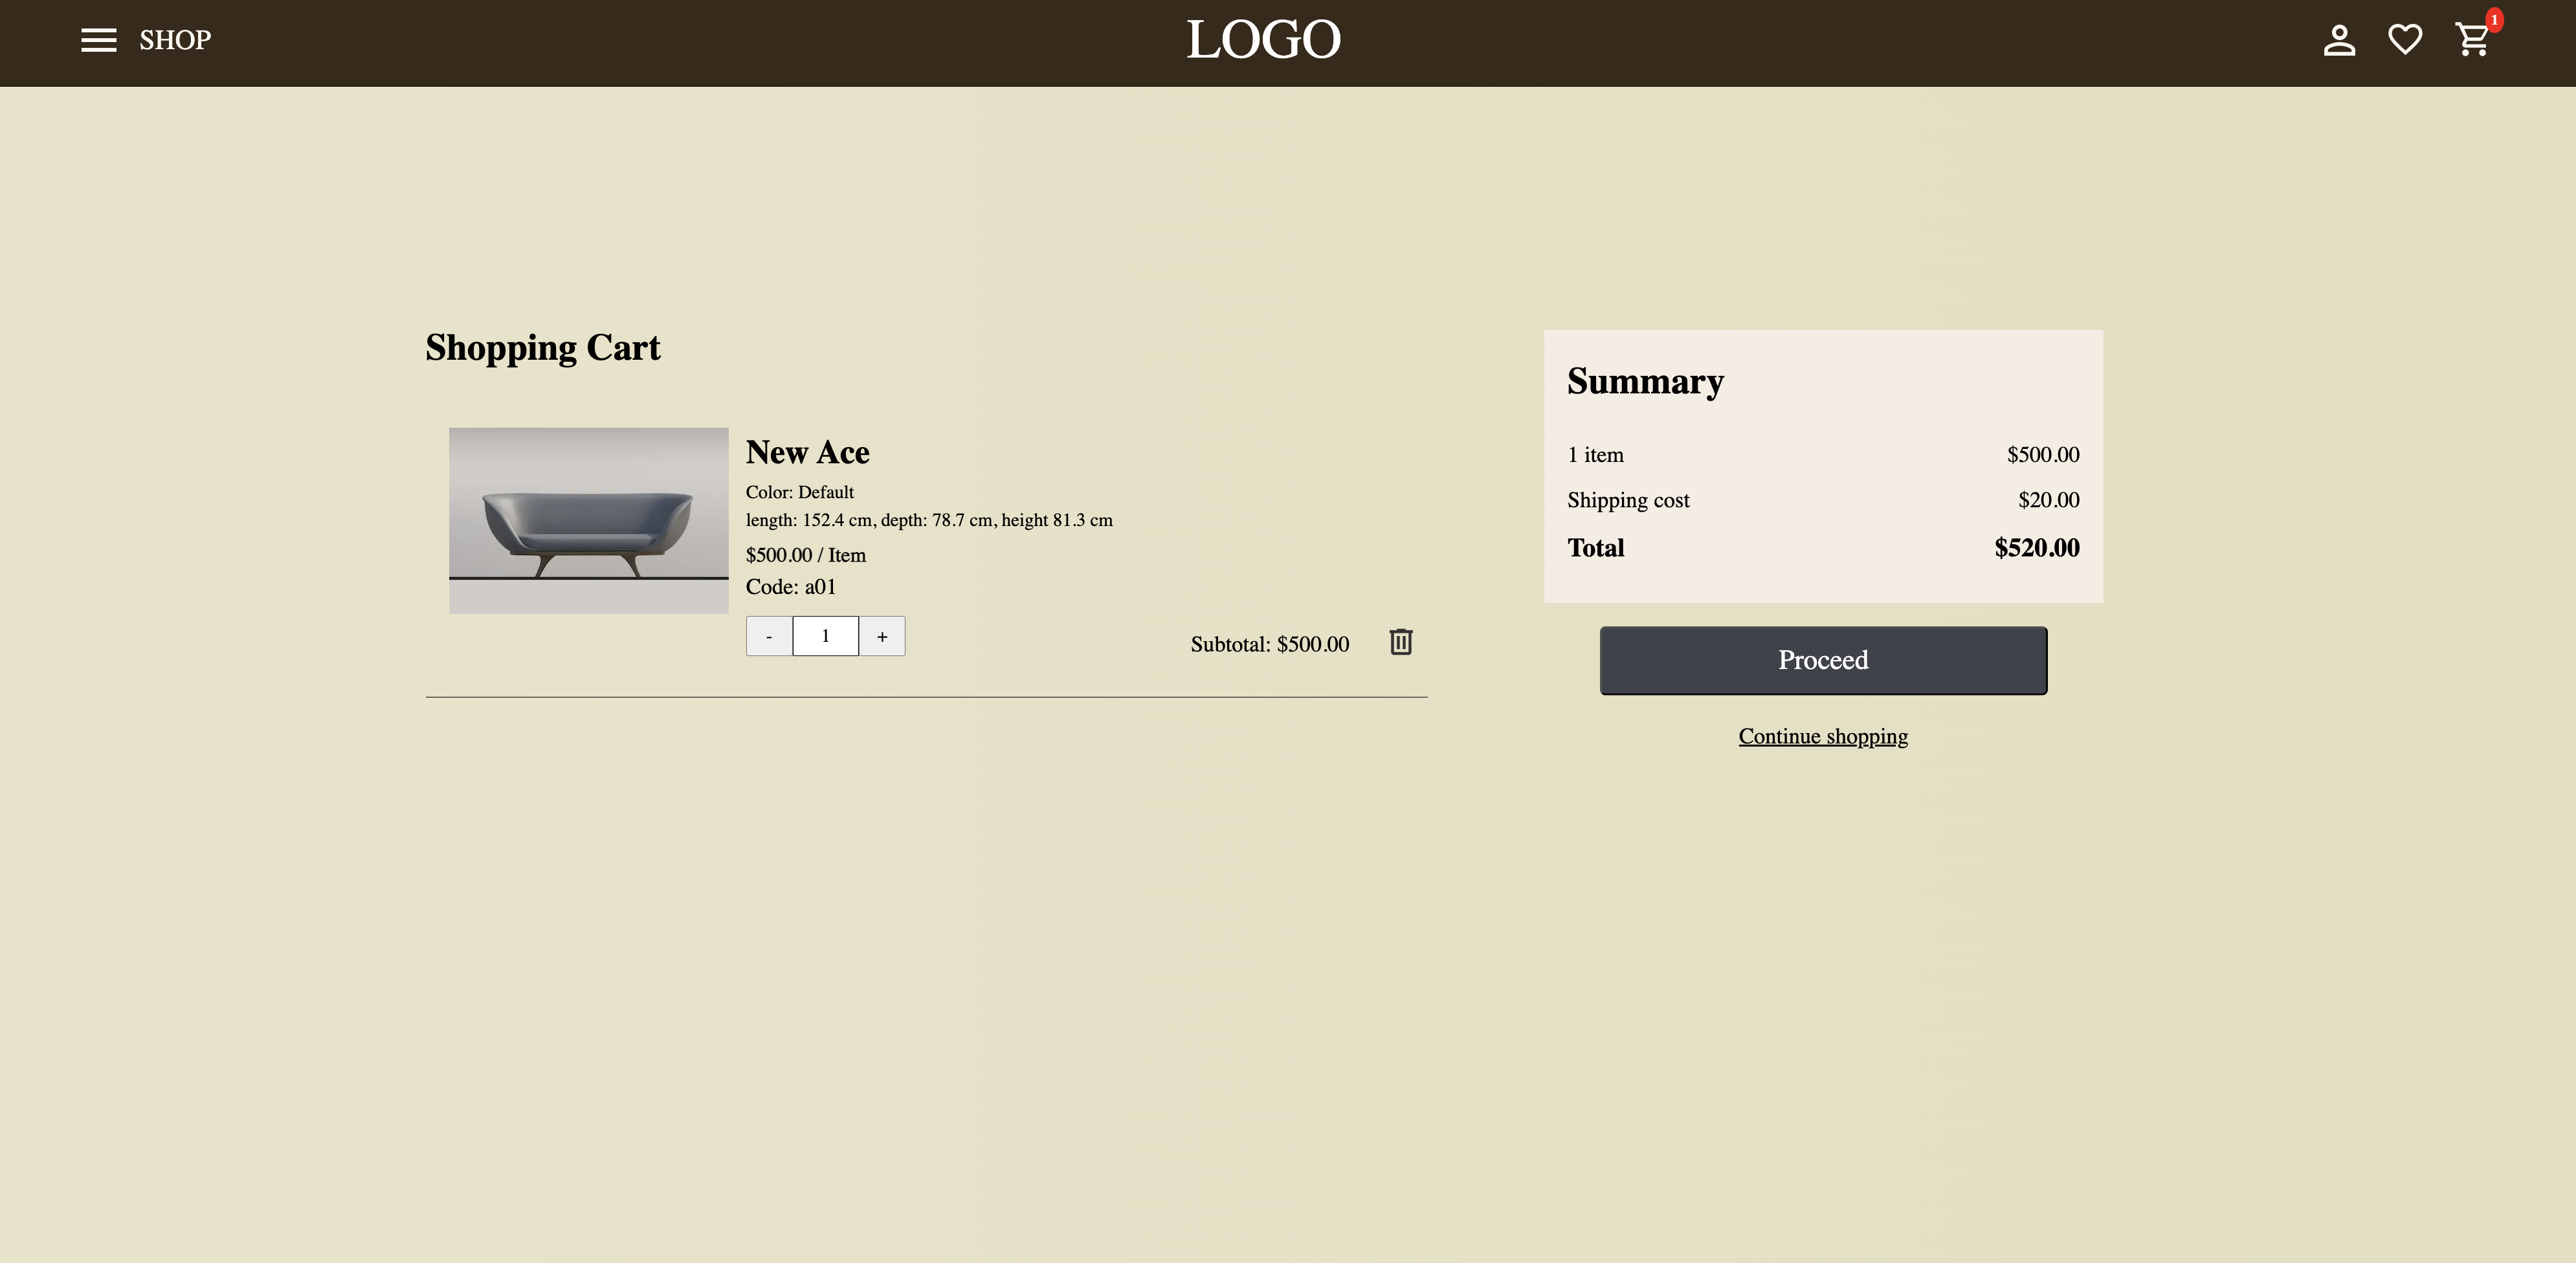 SHOP
LOGO
1
Shopping Cart
New Ace
Color: Default
length: 152.4 cm, depth: 78.7 cm, height 81.3 cm
$500.00 / Item
Code: a01
- 1 +
Subtotal: $500.00
Summary
1 item $500.00
Shipping cost $20.00
Total $520.00
Proceed
Continue shopping